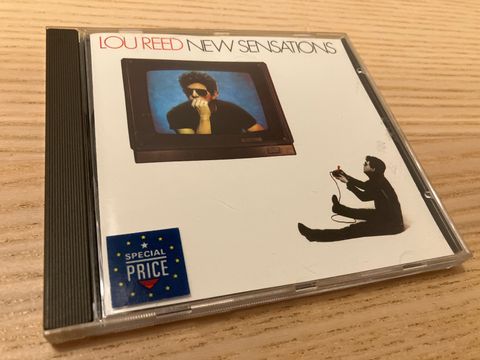 LOU REED NEW SENSATIONS
SPECIAL
PRICE